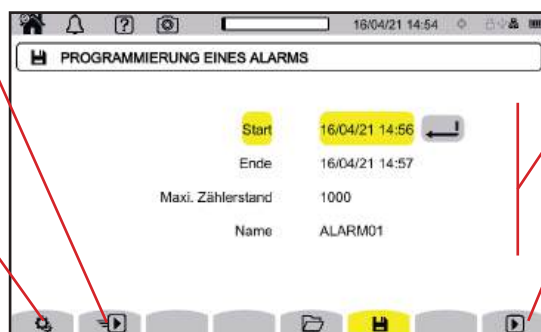 16/04/21 14:54
PROGRAMMIERUNG EINES ALARMS
Start 16/04/21 14:56
Ende 16/04/21 14:57
Maxi. Zählerstand 1000
Name ALARM01